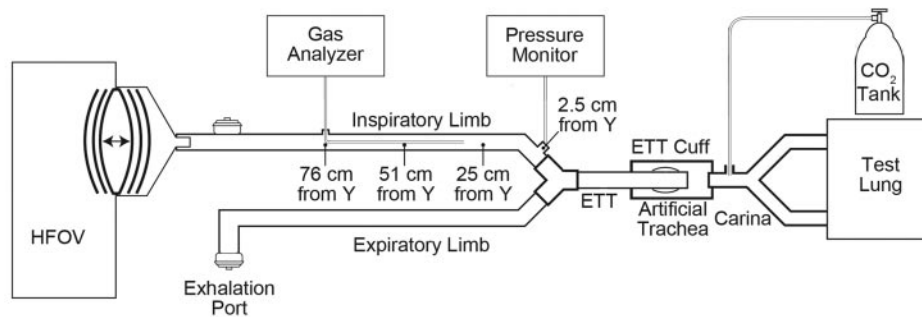 Gas
Analyzer
Pressure
Monitor
CO₂
Tank
2.5 cm
from Y
Inspiratory Limb
ETT Cuff
76 cm
from Y
51 cm
from Y
25 cm
from Y
Test
Lung
HFOV
ETT
Artificial
Trachea
Carina
Expiratory Limb
Exhalation
Port